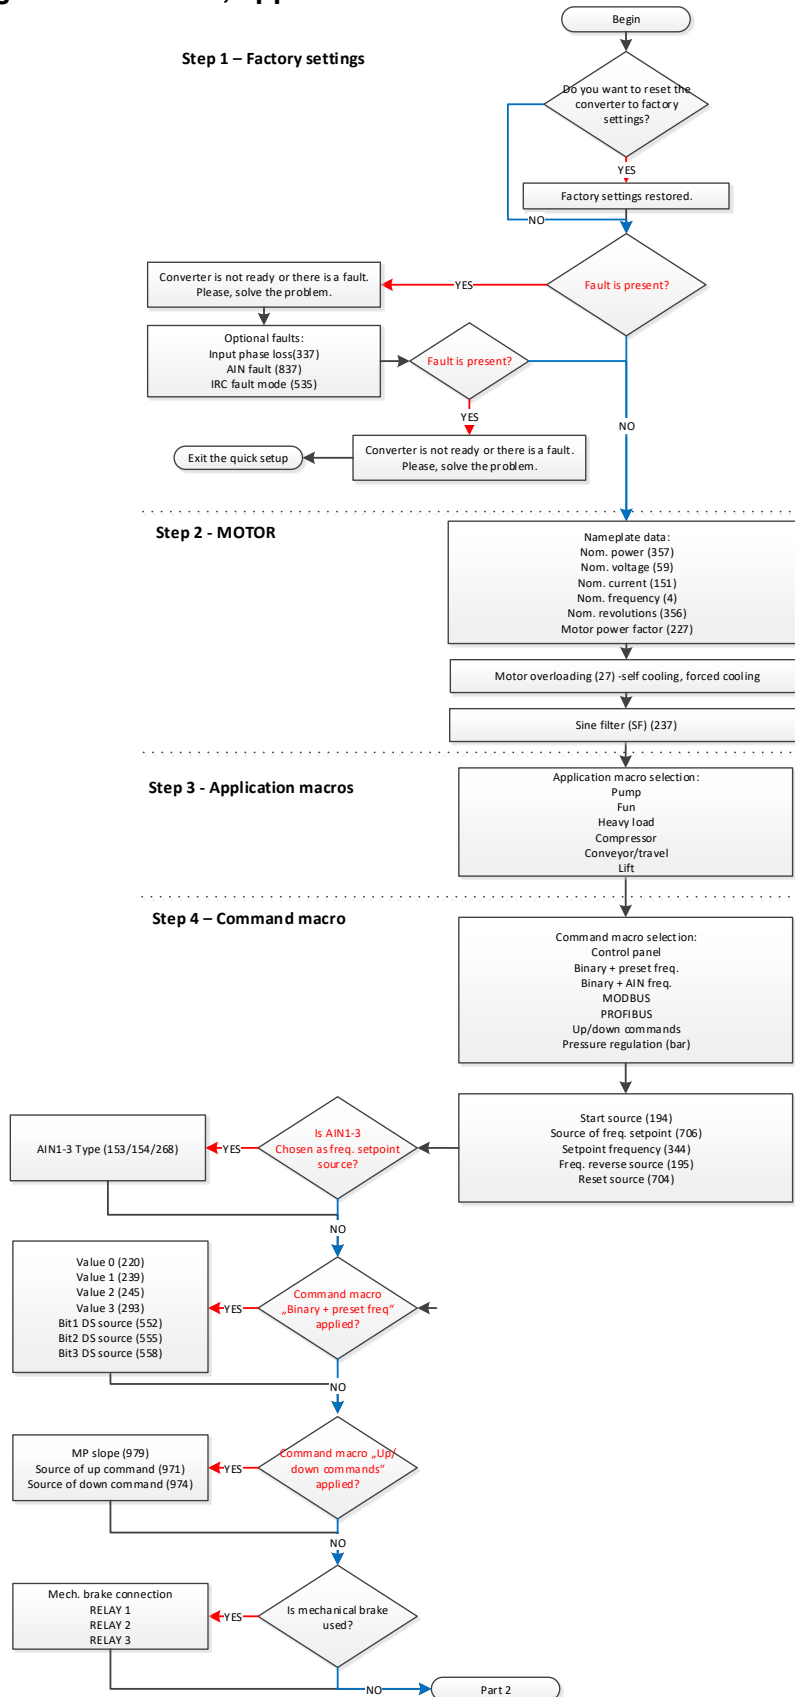 Step 1 – Factory settings
Begin
Do you want to reset the
converter to factory
settings?
YES
Factory settings restored.
NO
Fault is present?
YES
Converter is not ready or there is a fault.
Please, solve the problem.
Optional faults:
Input phase loss(337)
AIN fault (837)
IRC fault mode (535)
Fault is present?
YES
NO
Converter is not ready or there is a fault.
Please, solve the problem.
Exit the quick setup
Step 2 - MOTOR
Nameplate data:
Nom. power (357)
Nom. voltage (59)
Nom. current (151)
Nom. frequency (4)
Nom. revolutions (356)
Motor power factor (227)
Motor overloading (27) -self cooling, forced cooling
Sine filter (SF) (237)
Step 3 - Application macros
Application macro selection:
Pump
Fun
Heavy load
Compressor
Conveyor/travel
Lift
Step 4 – Command macro
Command macro selection:
Control panel
Binary + preset freq.
Binary + AIN freq.
MODBUS
PROFIBUS
Up/down commands
Pressure regulation (bar)
Start source (194)
Source of freq. setpoint (706)
Setpoint frequency (344)
Freq. reverse source (195)
Reset source (704)
Is AIN1-3
Chosen as freq. setpoint
source?
YES
AIN1-3 Type (153/154/268)
NO
Command macro
„Binary + preset freq“
applied?
YES
Value 0 (220)
Value 1 (239)
Value 2 (245)
Value 3 (293)
Bit1 DS source (552)
Bit2 DS source (555)
Bit3 DS source (558)
NO
Command macro „Up/
down commands“
applied?
YES
MP slope (979)
Source of up command (971)
Source of down command (974)
NO
Is mechanical brake
used?
YES
Mech. brake connection
RELAY 1
RELAY 2
RELAY 3
NO
Part 2